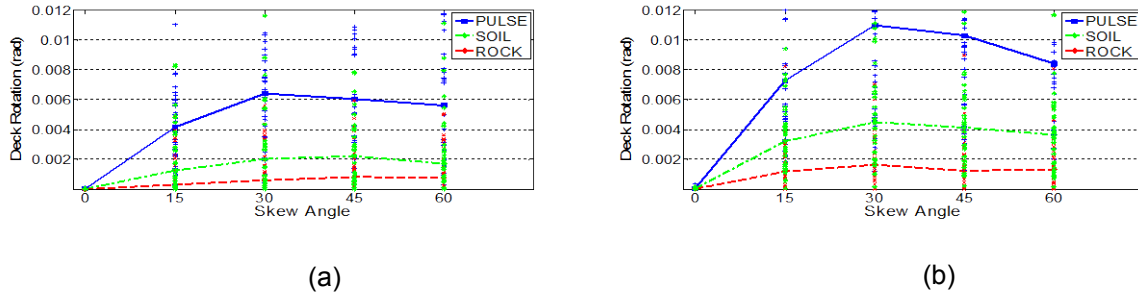 0.012
0.01
0.008
0.006
0.004
0.002
Deck Rotation (rad)
0
15
30
45
60
Skew Angle
PULSE
SOIL
ROCK
(a)
0.012
0.01
0.008
0.006
0.004
0.002
Deck Rotation (rad)
0
15
30
45
60
Skew Angle
PULSE
SOIL
ROCK
(b)